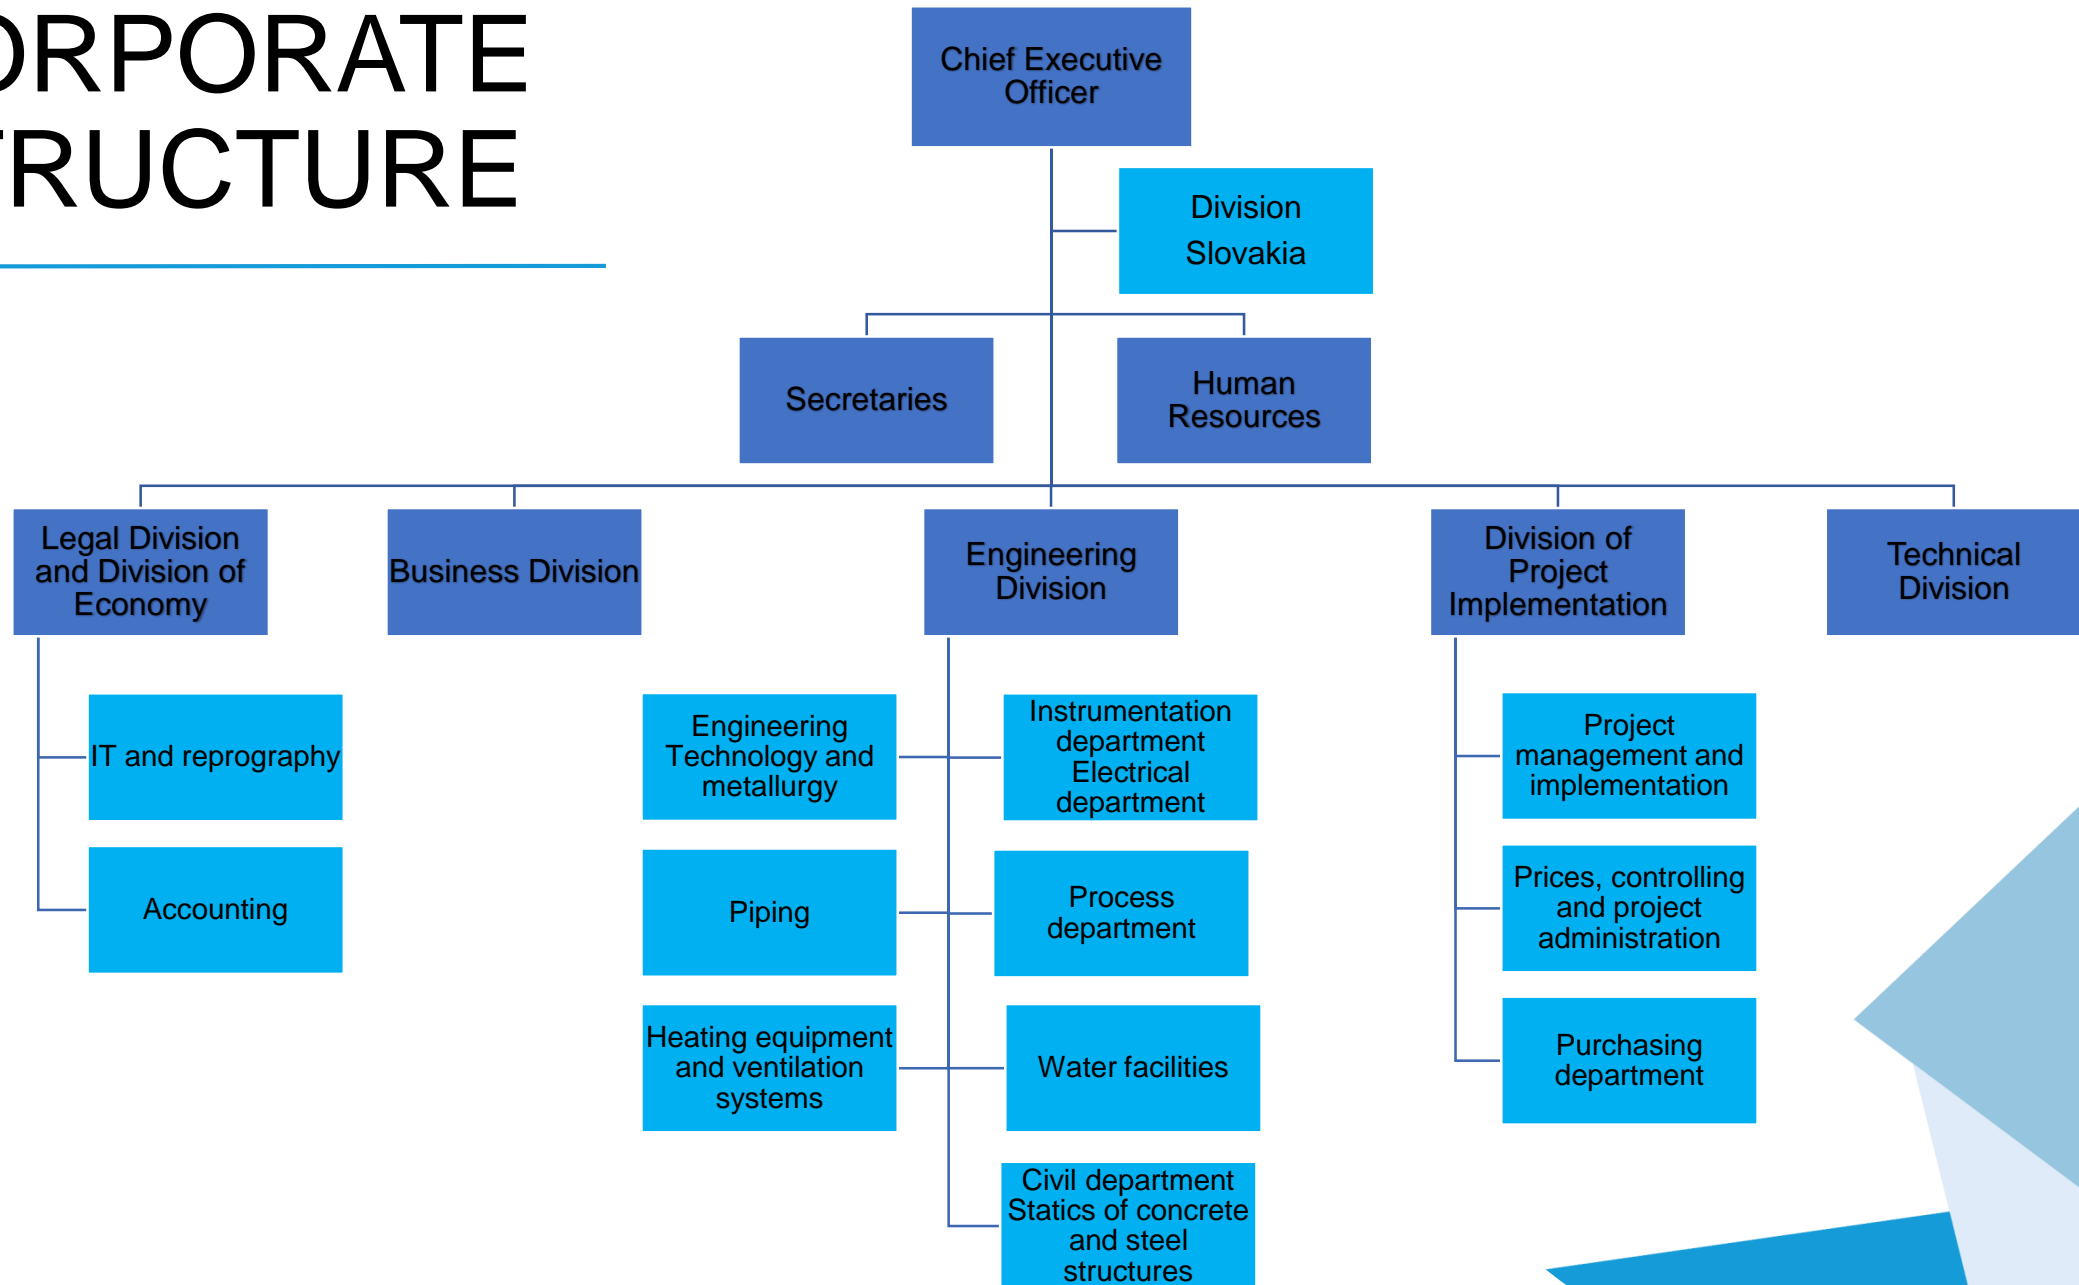 ORPORATE
TRUCTURE
Chief Executive
Officer
Division
Slovakia
Secretaries
Human
Resources
Legal Division
and Division of
Economy
Business Division
Engineering
Division
Division of
Project
Implementation
Technical
Division
IT and reprography
Accounting
Engineering
Technology and
metallurgy
Piping
Heating equipment
and ventilation
systems
Instrumentation
department
Electrical
department
Process
department
Water facilities
Civil department
Statics of concrete
and steel
structures
Project
management and
implementation
Prices, controlling
and project
administration
Purchasing
department